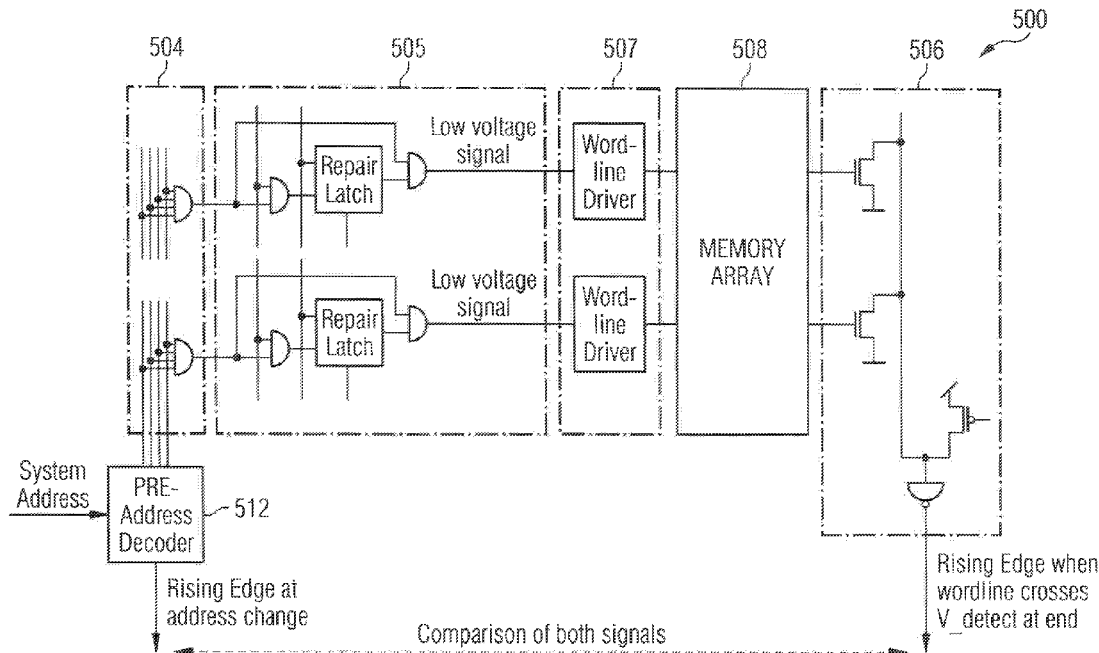 500
504
505
507
508
506
Low voltage
signal
Repair
Latch
Word-
line
Driver
MEMORY
ARRAY
Low voltage
signal
Repair
Latch
Word-
line
Driver
System
Address
PRE-
Address
Decoder
512
Rising Edge at
address change
Rising Edge when
wordline crosses
V_detect at end
Comparison of both signals